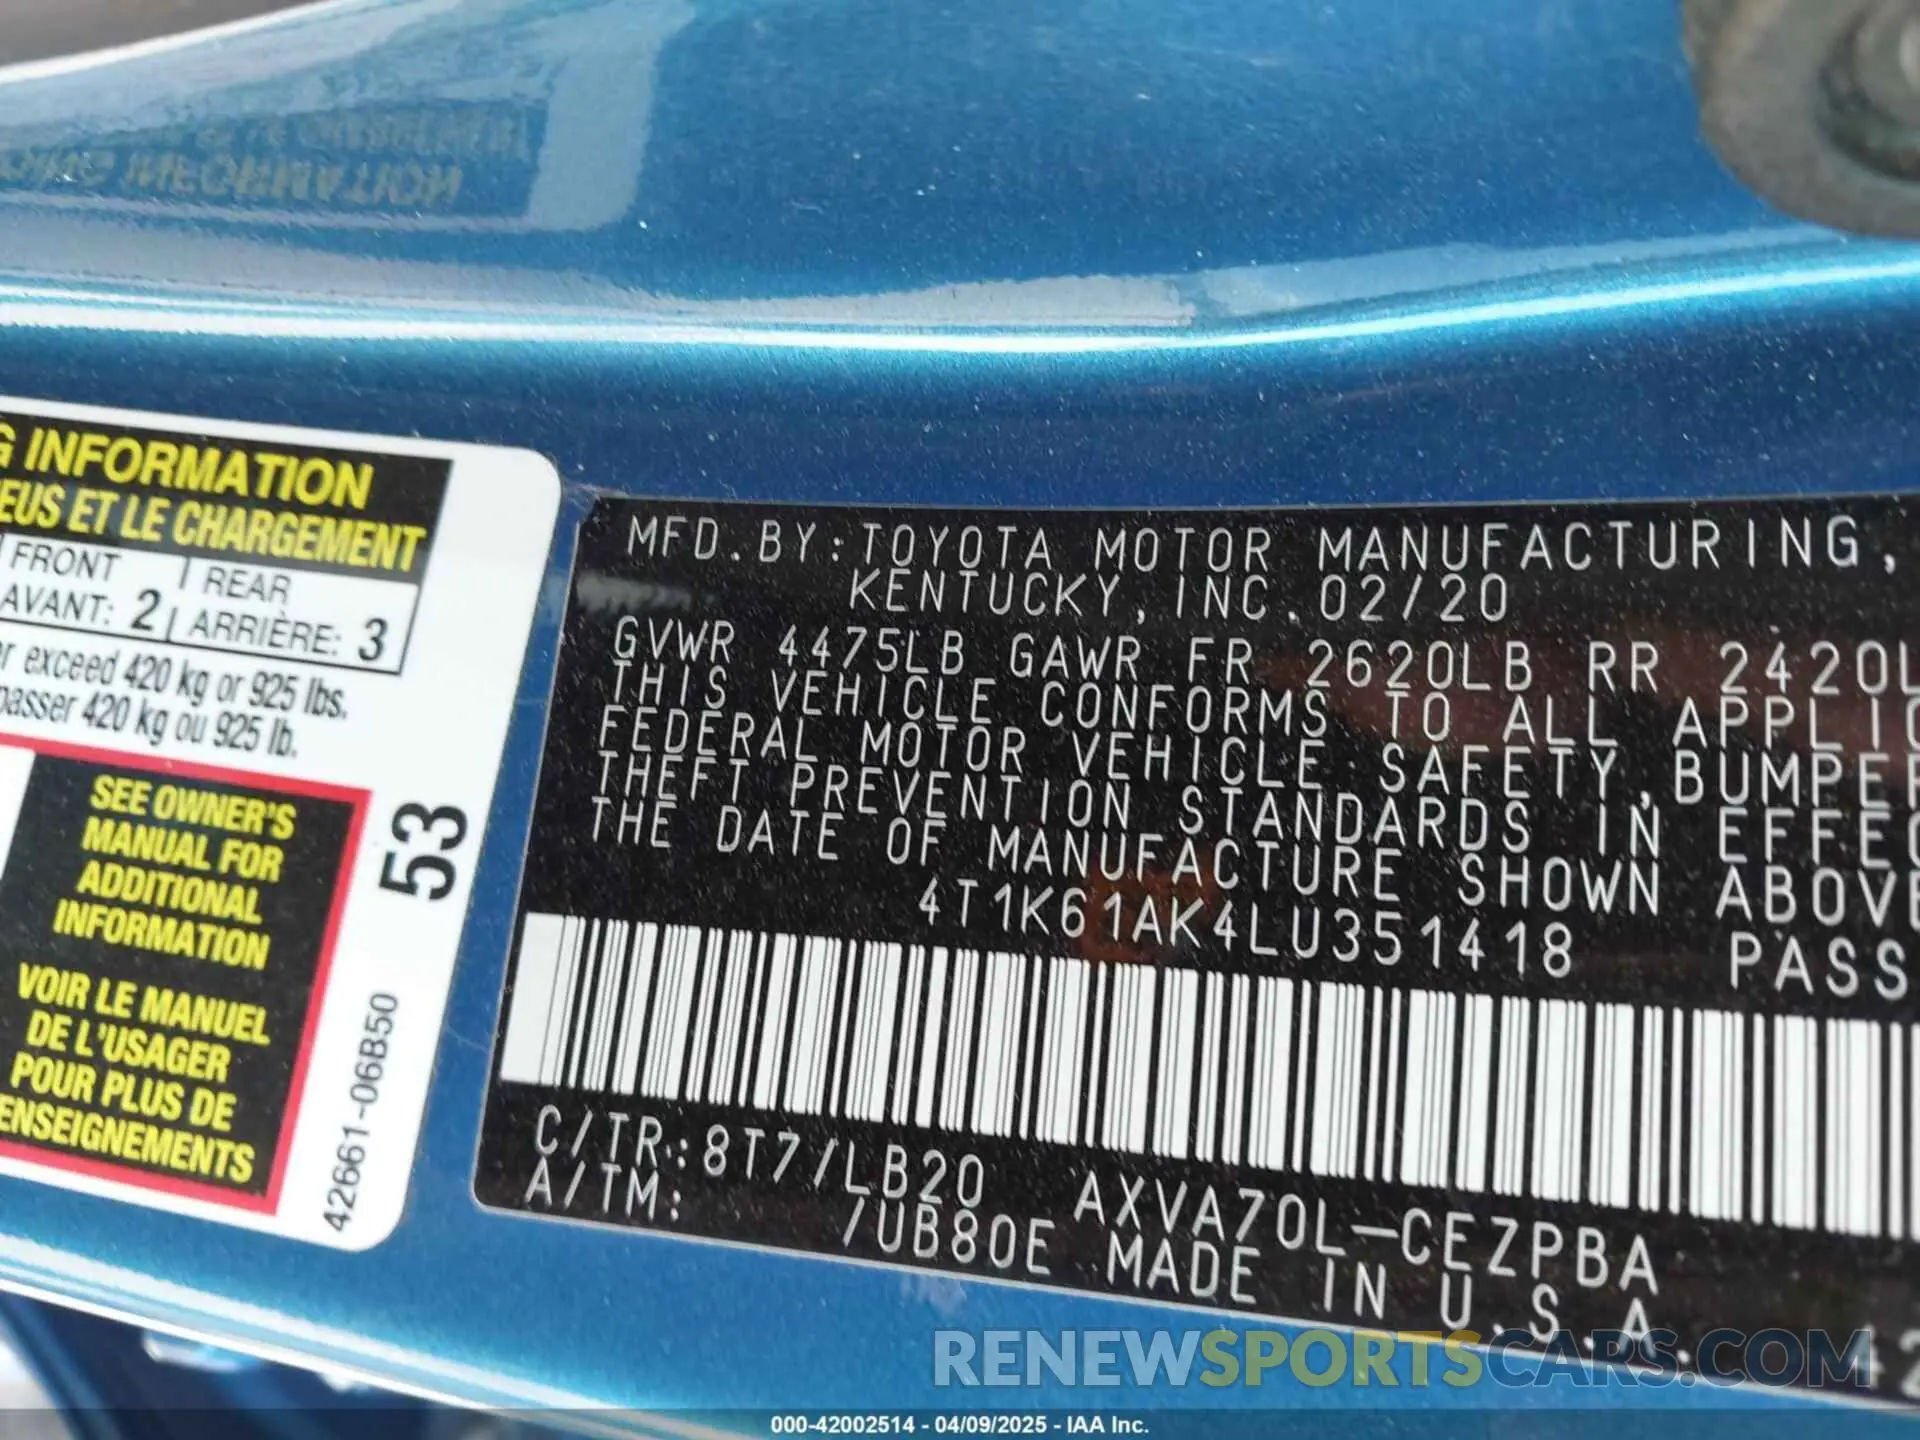 G INFORMATION
EUS ET LE CHARGEMENT
FRONT REAR
AVANT: 2 ARRIÈRE: 3
r exceed 420 kg or 925 lbs.
passer 420 kg ou 925 lb.
SEE OWNER'S
MANUAL FOR
ADDITIONAL
INFORMATION
VOIR LE MANUEL
DE L'USAGER
POUR PLUS DE
ENSEIGNEMENTS
53
42661-06B50
MFD.BY:TOYOTA MOTOR MANUFACTURING,
KENTUCKY,INC.02/20
GVWR 4475LB GAWR FR 2620LB RR 2420L
THIS VEHICLE CONFORMS TO ALL APPLIC
FEDERAL MOTOR VEHICLE SAFETY,BUMPER
THEFT PREVENTION STANDARDS IN EFFEC
THE DATE OF MANUFACTURE SHOWN ABOVE
4T1K61AK4LU351418 PASS
C/TR:8T7/LB20 AXVA70L-CEZPBA
A/TM: /UB80E MADE IN U.S.A.
42
RENEWSPORTSCARS.COM
000-42002514 - 04/09/2025 - IAA Inc.